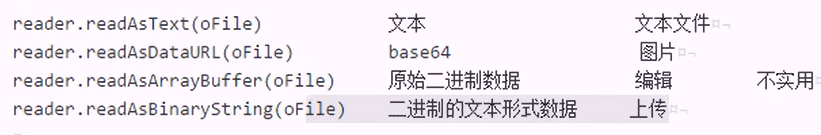 reader.readAsText(oFile) 文本 文本文件
reader.readAsDataURL(oFile) base64 图片
reader.readAsArrayBuffer(oFile) 原始二进制数据 编辑 不实用
reader.readAsBinaryString(oFile) 二进制的文本形式数据 上传